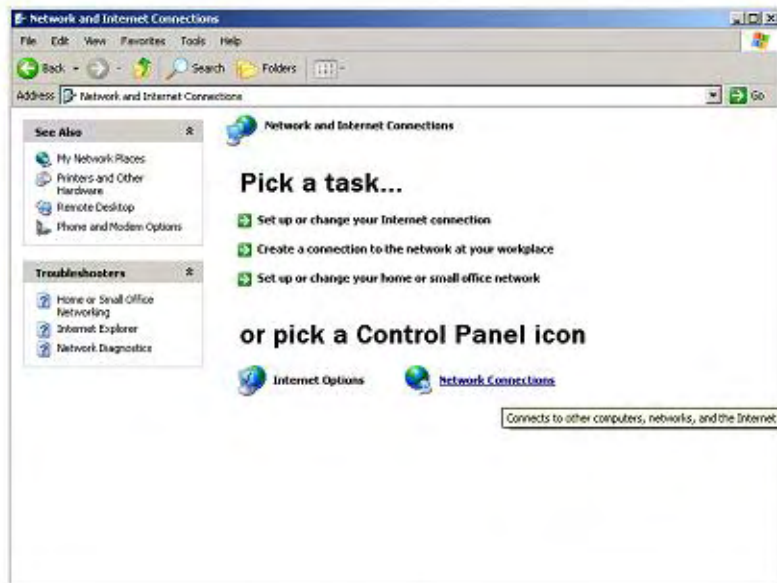 Network and Internet Connections
File Edit View Favorites Tools Help
Back Search Folders
Address Network and Internet Connections Go
See Also
My Network Places
Printers and Other
Hardware
Remote Desktop
Phone and Modem Options
Troubleshooters
Home or Small Office
Networking
Internet Explorer
Network Diagnostics
Network and Internet Connections
Pick a task...
Set up or change your Internet connection
Create a connection to the network at your workplace
Set up or change your home or small office network
or pick a Control Panel icon
Internet Options Network Connections
Connects to other computers, networks, and the Internet